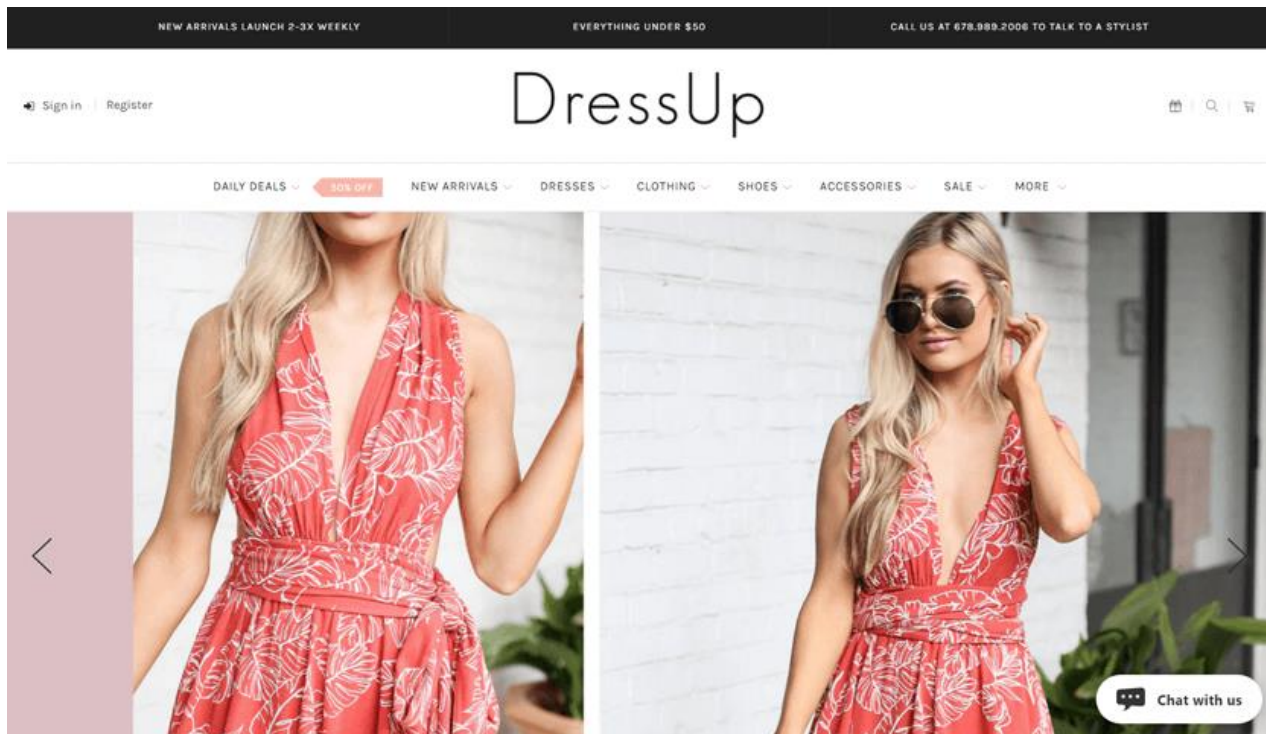 NEW ARRIVALS LAUNCH 2-3X WEEKLY
EVERYTHING UNDER $50
CALL US AT 678.989.2006 TO TALK TO A STYLIST
Sign in
Register
DressUp
DAILY DEALS
50% OFF
NEW ARRIVALS
DRESSES
CLOTHING
SHOES
ACCESSORIES
SALE
MORE
Chat with us